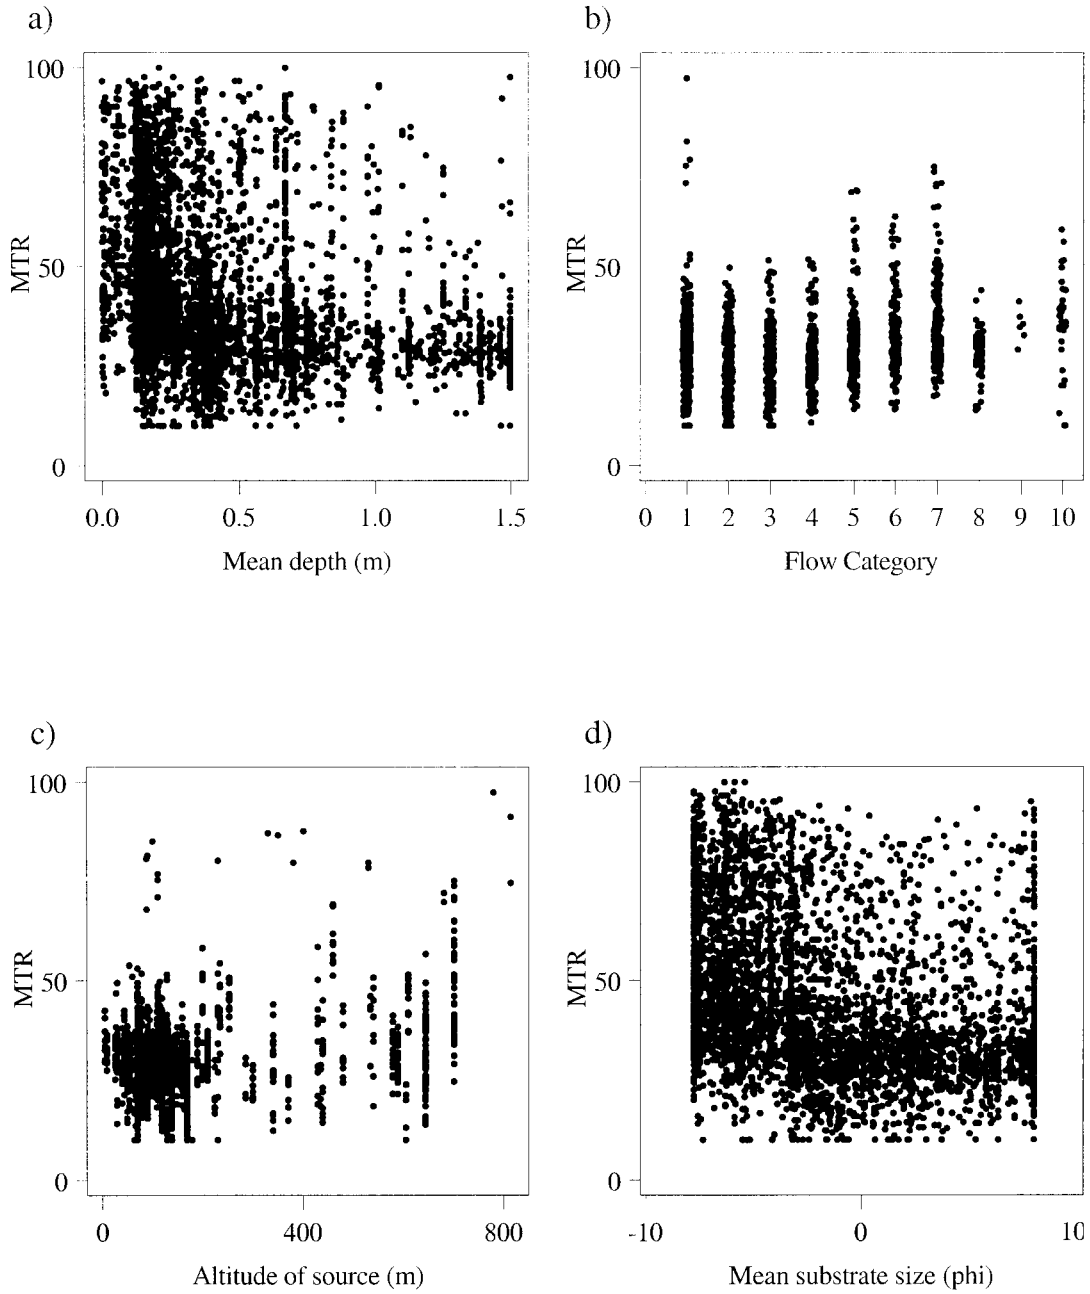 a)
100
50
0
MTR
0.0 0.5 1.0 1.5
Mean depth (m)
b)
100
50
0
MTR
0 1 2 3 4 5 6 7 8 9 10
Flow Category
c)
100
50
0
MTR
0 400 800
Altitude of source (m)
d)
100
50
0
MTR
-10 0 10
Mean substrate size (phi)